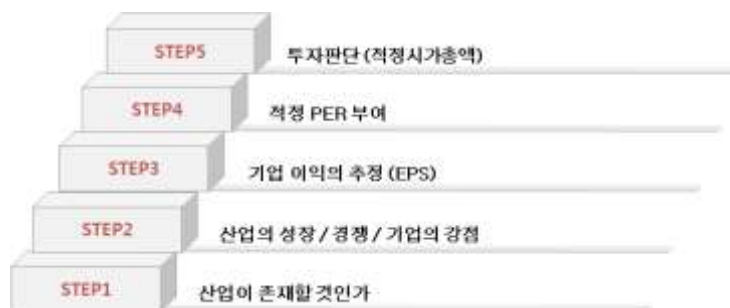 STEP5 투자판단 (적정시가총액)
STEP4 적정 PER 부여
STEP3 기업 이익의 추정 (EPS)
STEP2 산업의 성장 / 경쟁 / 기업의 강점
STEP1 산업이 존재할 것인가